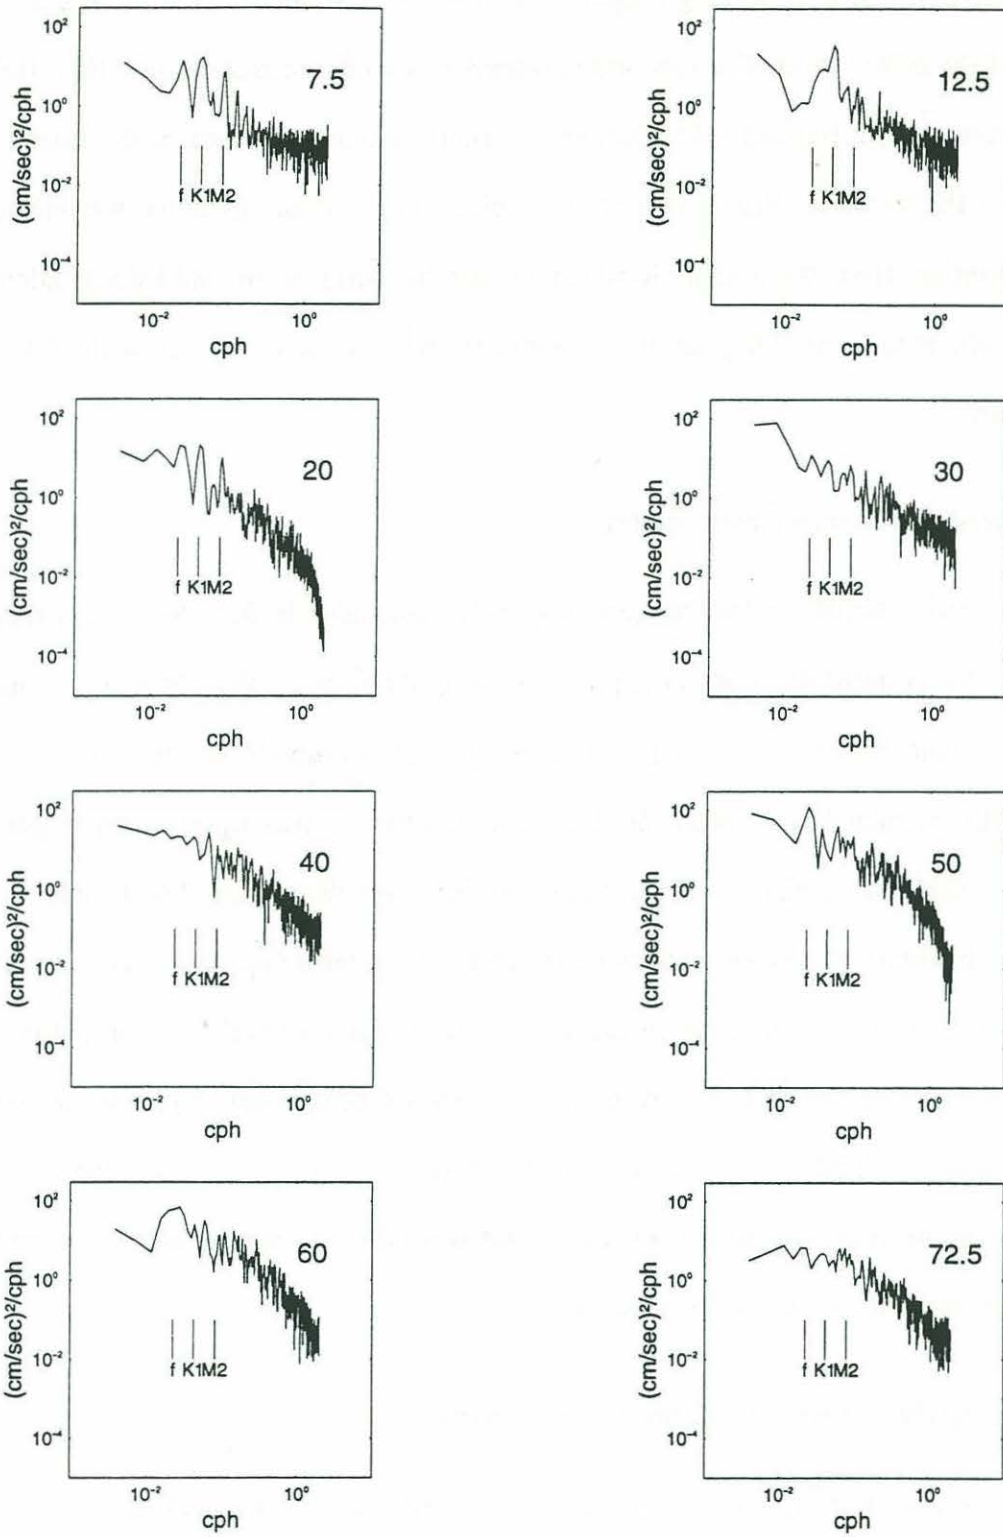 10²
10⁰
10⁻²
10⁻⁴
(cm/sec)²/cph
7.5
f K1M2
10⁻² 10⁰
cph
10²
10⁰
10⁻²
10⁻⁴
(cm/sec)²/cph
12.5
f K1M2
10⁻² 10⁰
cph
10²
10⁰
10⁻²
10⁻⁴
(cm/sec)²/cph
20
f K1M2
10⁻² 10⁰
cph
10²
10⁰
10⁻²
10⁻⁴
(cm/sec)²/cph
30
f K1M2
10⁻² 10⁰
cph
10²
10⁰
10⁻²
10⁻⁴
(cm/sec)²/cph
40
f K1M2
10⁻² 10⁰
cph
10²
10⁰
10⁻²
10⁻⁴
(cm/sec)²/cph
50
f K1M2
10⁻² 10⁰
cph
10²
10⁰
10⁻²
10⁻⁴
(cm/sec)²/cph
60
f K1M2
10⁻² 10⁰
cph
10²
10⁰
10⁻²
10⁻⁴
(cm/sec)²/cph
72.5
f K1M2
10⁻² 10⁰
cph